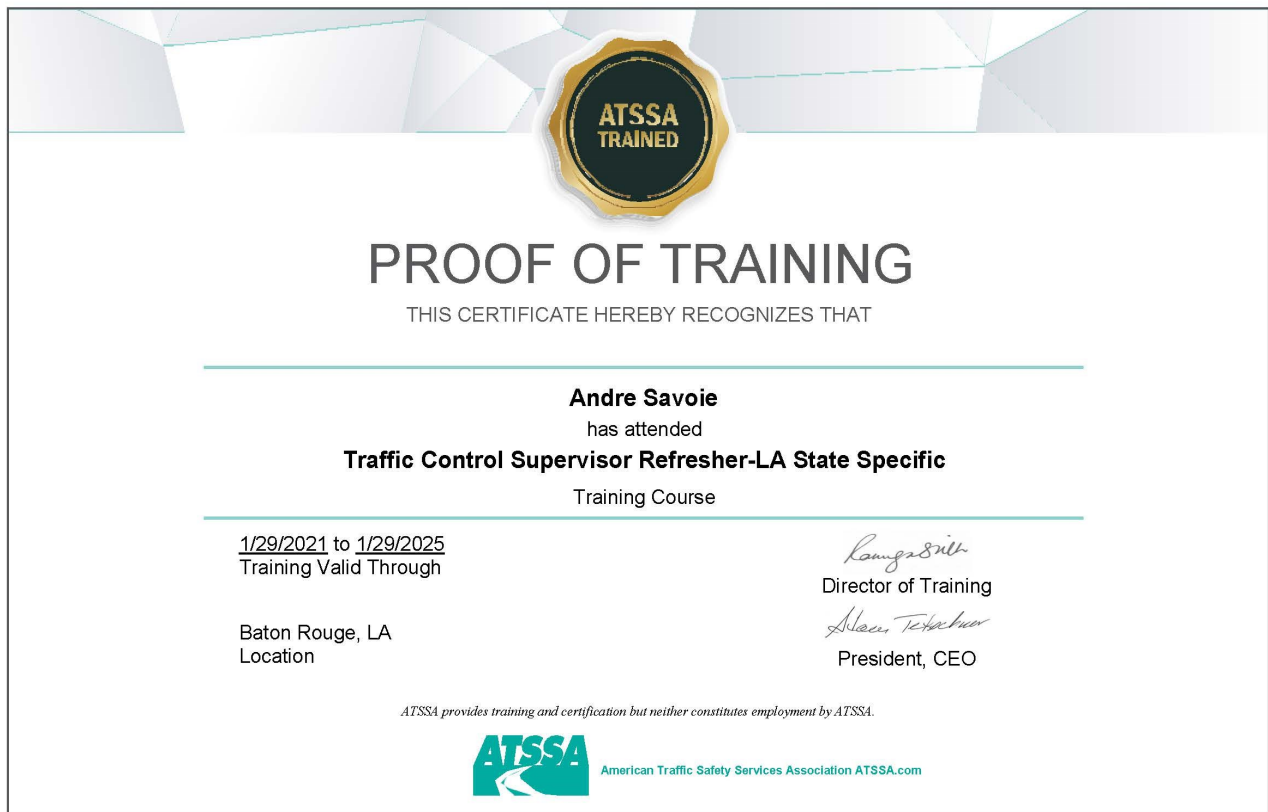 ATSSA
TRAINED
PROOF OF TRAINING
THIS CERTIFICATE HEREBY RECOGNIZES THAT
Andre Savoie
has attended
Traffic Control Supervisor Refresher-LA State Specific
Training Course
1/29/2021 to 1/29/2025
Training Valid Through
Baton Rouge, LA
Location
Director of Training
President, CEO
ATSSA provides training and certification but neither constitutes employment by ATSSA.
ATSSA
American Traffic Safety Services Association ATSSA.com